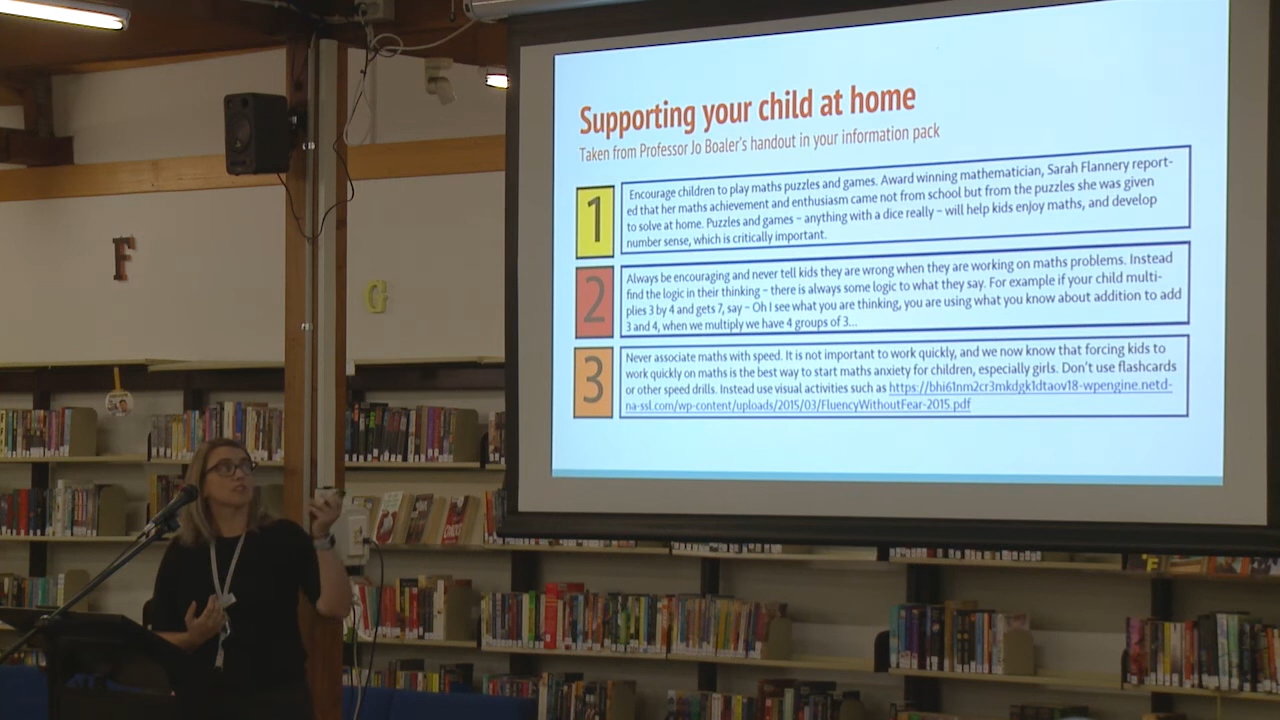 Supporting your child at home
Taken from Professor Jo Boaler's handout in your information pack
1
Encourage children to play maths puzzles and games. Award winning mathematician, Sarah Flannery report-
ed that her maths achievement and enthusiasm came not from school but from the puzzles she was given
to solve at home. Puzzles and games – anything with a dice really – will help kids enjoy maths, and develop
number sense, which is critically important.
2
Always be encouraging and never tell kids they are wrong when they are working on maths problems. Instead
find the logic in their thinking – there is always some logic to what they say. For example if your child multi-
plies 3 by 4 and gets 7, say – Oh I see what you are thinking, you are using what you know about addition to add
3 and 4, when we multiply we have 4 groups of 3...
3
Never associate maths with speed. It is not important to work quickly, and we now know that forcing kids to
work quickly on maths is the best way to start maths anxiety for children, especially girls. Don't use flashcards
or other speed drills. Instead use visual activities such as https://bhi61nm2cr3mkdgk1dtaov18-wpengine.netd-
na-ssl.com/wp-content/uploads/2015/03/FluencyWithoutFear-2015.pdf
F
G
F